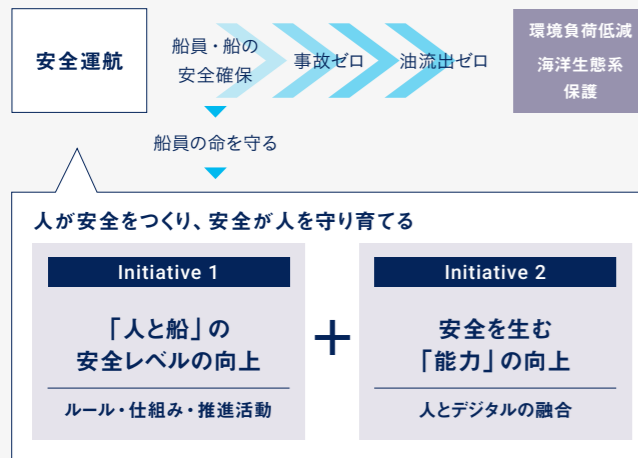 安全運航
船員・船の
安全確保
事故ゼロ
油流出ゼロ
環境負荷低減
海洋生態系
保護
船員の命を守る
人が安全をつくり、安全が人を守り育てる
Initiative 1
「人と船」の
安全レベルの向上
ルール・仕組み・推進活動
+
Initiative 2
安全を生む
「能力」の向上
人とデジタルの融合